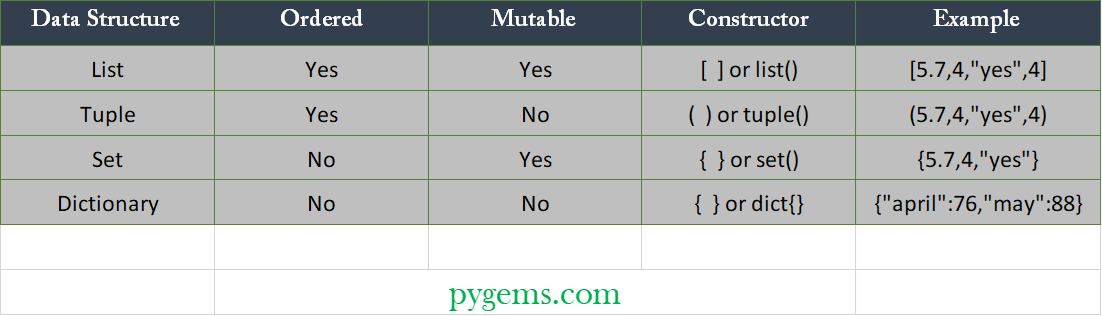 Data Structure Ordered Mutable Constructor Example
List Yes Yes [ ] or list() [5.7,4,"yes",4]
Tuple Yes No ( ) or tuple() (5.7,4,"yes",4)
Set No Yes { } or set() {5.7,4,"yes"}
Dictionary No No { } or dict{} {"april":76,"may":88}
pygems.com